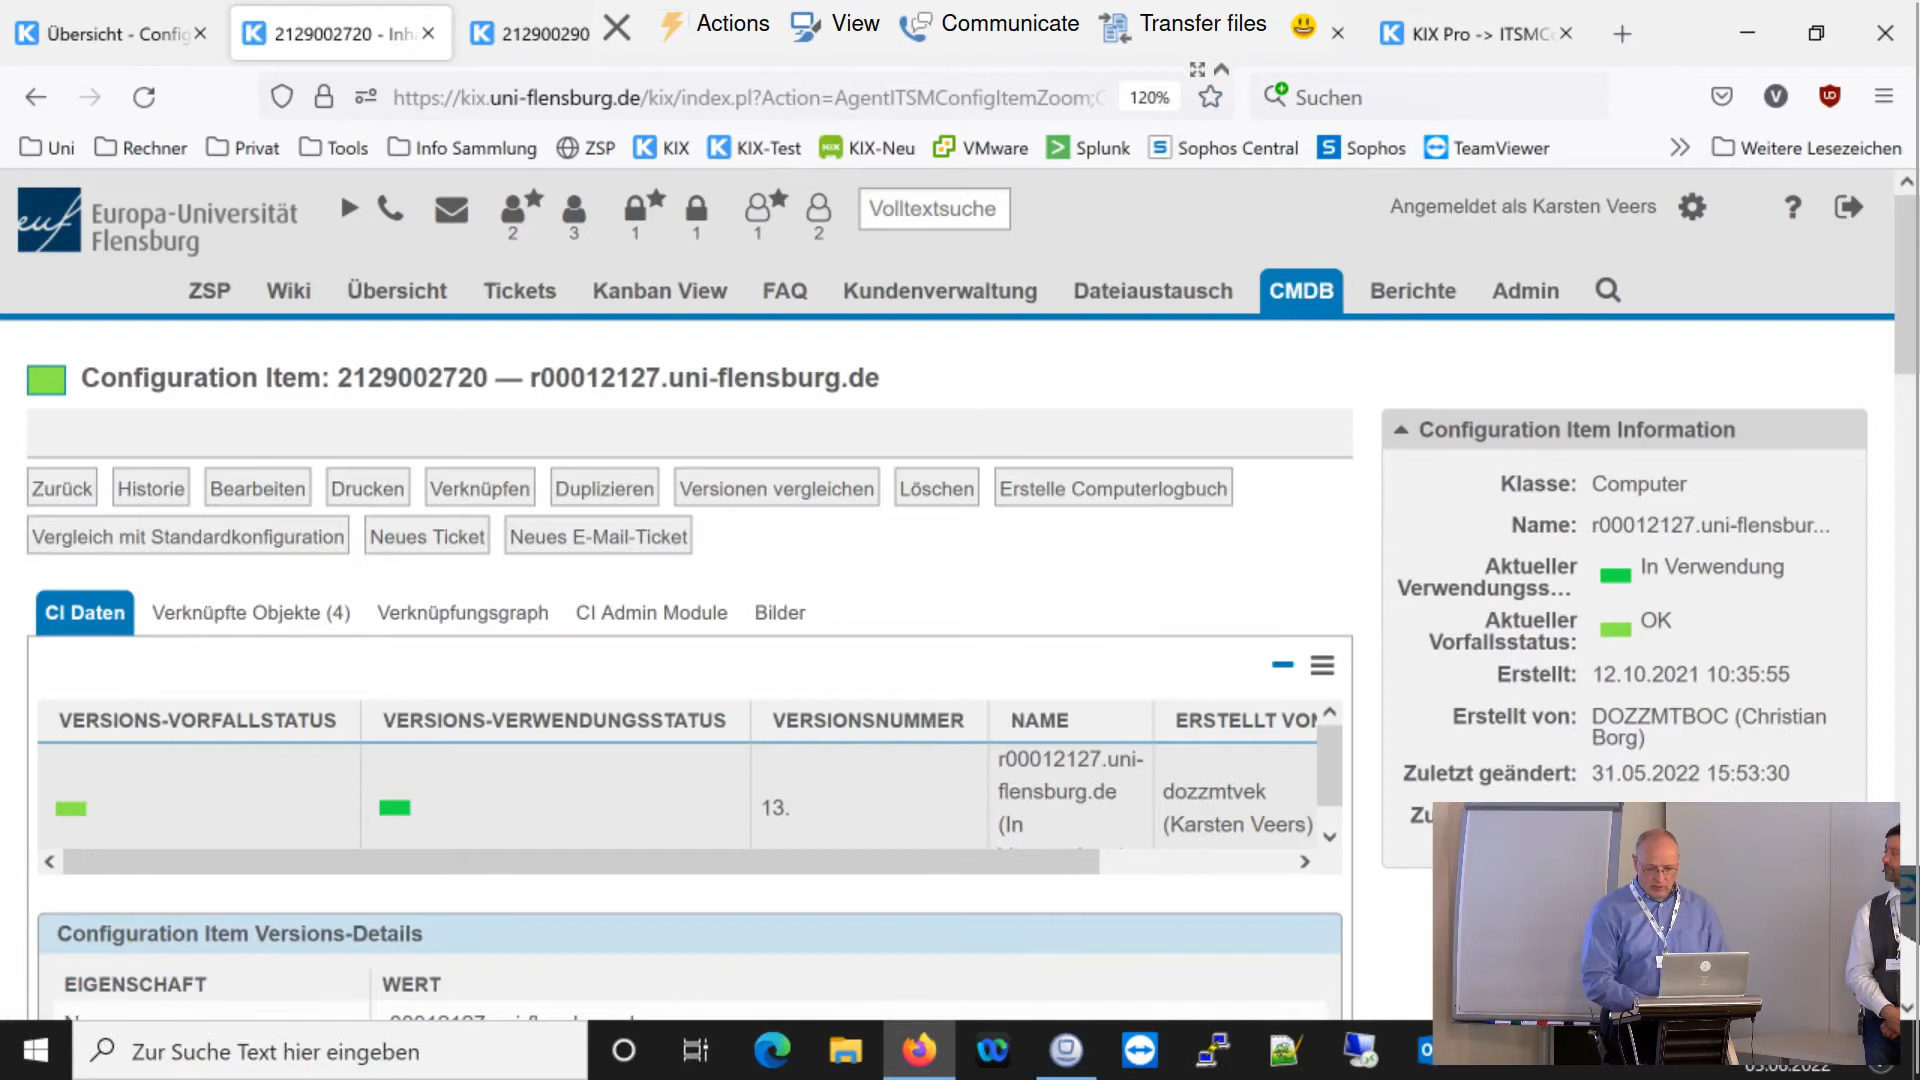 Übersicht - Config
2129002720 - Inha
212900290
Actions
View
Communicate
Transfer files
KIX Pro -> ITSMCo
https://kix.uni-flensburg.de/kix/index.pl?Action=AgentITSMConfigItemZoom;C
120%
Suchen
Uni
Rechner
Privat
Tools
Info Sammlung
ZSP
KIX
KIX-Test
KIX-Neu
VMware
Splunk
Sophos Central
Sophos
TeamViewer
Weitere Lesezeichen
euf
Europa-Universität
Flensburg
2
3
1
1
1
2
Volltextsuche
Angemeldet als Karsten Veers
ZSP
Wiki
Übersicht
Tickets
Kanban View
FAQ
Kundenverwaltung
Dateiaustausch
CMDB
Berichte
Admin
Configuration Item: 2129002720 — r00012127.uni-flensburg.de
Zurück
Historie
Bearbeiten
Drucken
Verknüpfen
Duplizieren
Versionen vergleichen
Löschen
Erstelle Computerlogbuch
Vergleich mit Standardkonfiguration
Neues Ticket
Neues E-Mail-Ticket
CI Daten
Verknüpfte Objekte (4)
Verknüpfungsgraph
CI Admin Module
Bilder
VERSIONS-VORFALLSTATUS
VERSIONS-VERWENDUNGSSTATUS
VERSIONSNUMMER
NAME
ERSTELLT VON
13.
r00012127.uni-
flensburg.de
(In
dozzmtvek
(Karsten Veers)
Configuration Item Versions-Details
EIGENSCHAFT
WERT
Configuration Item Information
Klasse: Computer
Name: r00012127.uni-flensbur...
Aktueller
Verwendungss...
In Verwendung
Aktueller
Vorfallsstatus:
OK
Erstellt: 12.10.2021 10:35:55
Erstellt von: DOZZMTBOC (Christian
Borg)
Zuletzt geändert: 31.05.2022 15:53:30
Zur Suche Text hier eingeben